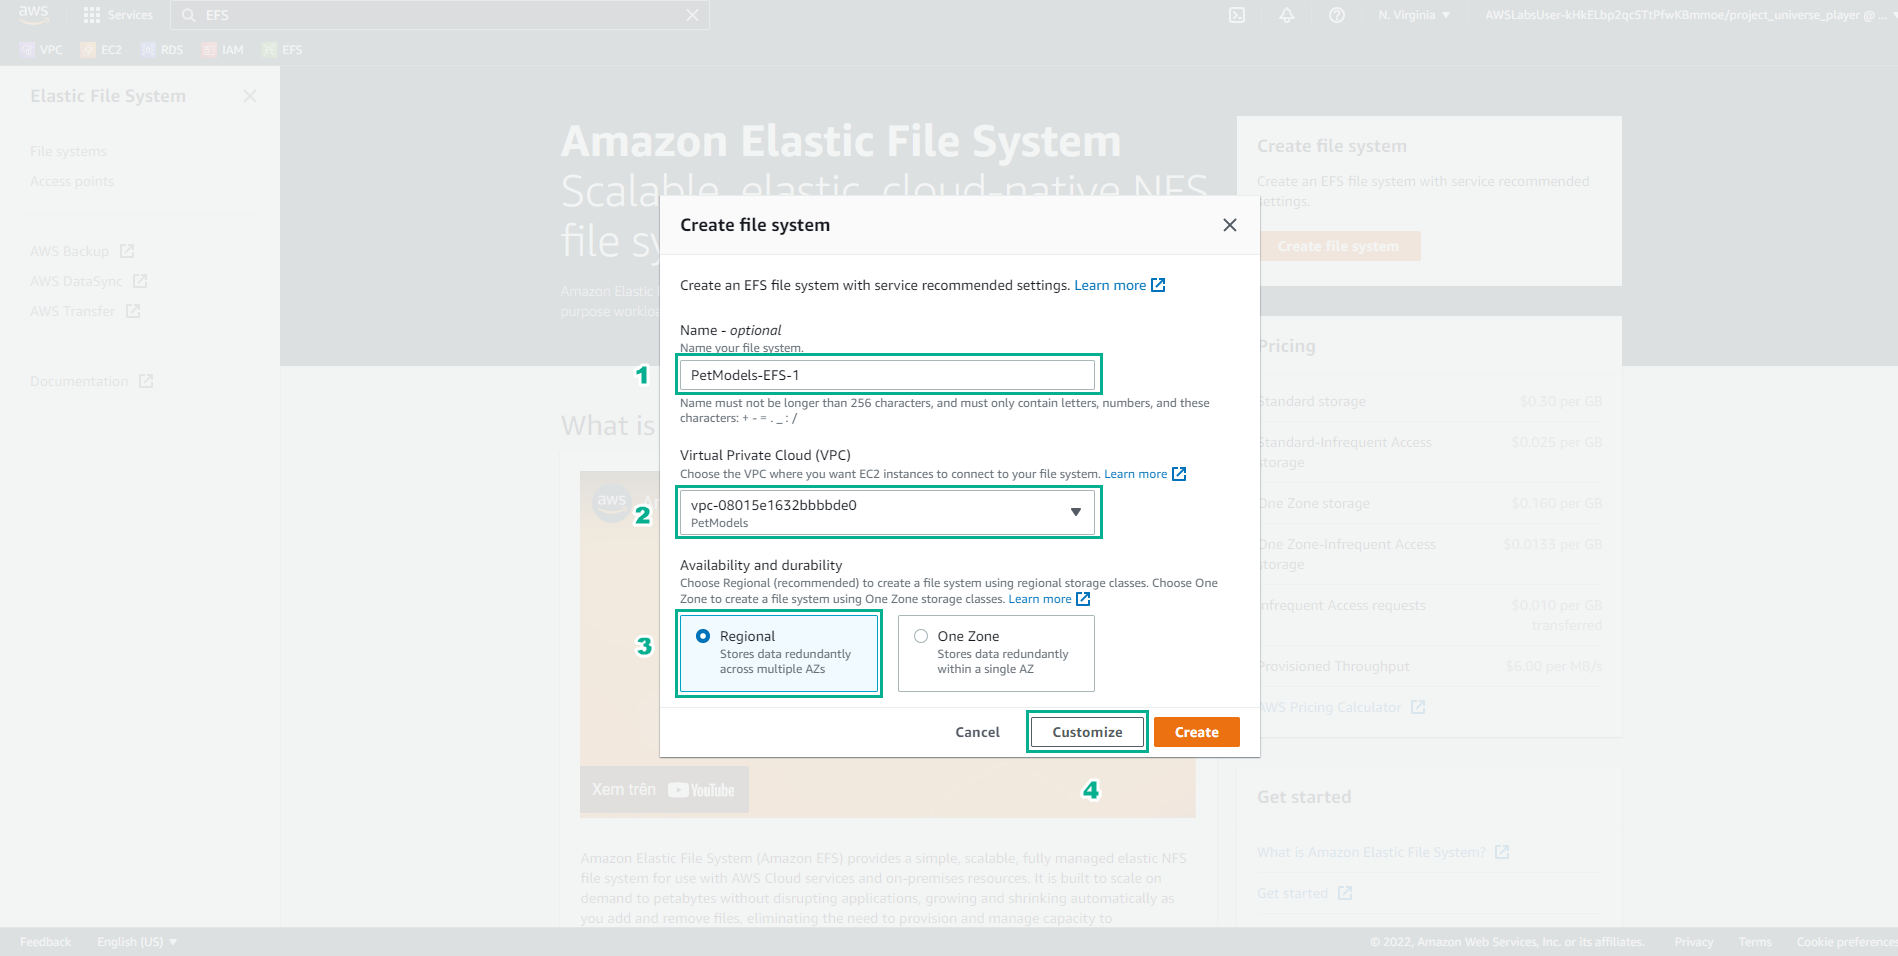 aws
Services
EFS
N. Virginia
AWSLabsUser-kHkELbp2qc5TtPfwKBmmoe/project_universe_player @ ...
VPC
EC2
RDS
IAM
EFS
Elastic File System
File systems
Access points
AWS Backup
AWS DataSync
AWS Transfer
Documentation
Amazon Elastic File System
Scalable, elastic, cloud-native NFS
file sy
Amazon Elastic
purpose workloa
Create file system
Create an EFS file system with service recommended
settings.
Create file system
Create file system
Create an EFS file system with service recommended settings. Learn more
Name - optional
Name your file system.
1
PetModels-EFS-1
Name must not be longer than 256 characters, and must only contain letters, numbers, and these
characters: + - = . _ : /
Virtual Private Cloud (VPC)
Choose the VPC where you want EC2 instances to connect to your file system. Learn more
2
vpc-08015e1632bbbbde0
PetModels
Availability and durability
Choose Regional (recommended) to create a file system using regional storage classes. Choose One
Zone to create a file system using One Zone storage classes. Learn more
3
Regional
Stores data redundantly
across multiple AZs
One Zone
Stores data redundantly
within a single AZ
Cancel
Customize
Create
4
Pricing
Standard storage
$0.30 per GB
Standard-Infrequent Access
storage
$0.025 per GB
One Zone storage
$0.160 per GB
One Zone-Infrequent Access
storage
$0.0133 per GB
Infrequent Access requests
$0.010 per GB
transferred
Provisioned Throughput
$6.00 per MB/s
AWS Pricing Calculator
What is
aws
Xem trên YouTube
Amazon Elastic File System (Amazon EFS) provides a simple, scalable, fully managed elastic NFS
file system for use with AWS Cloud services and on-premises resources. It is built to scale on
demand to petabytes without disrupting applications, growing and shrinking automatically as
you add and remove files, eliminating the need to provision and manage capacity to
Get started
What is Amazon Elastic File System?
Get started
Feedback
English (US)
© 2022, Amazon Web Services, Inc. or its affiliates.
Privacy
Terms
Cookie preferences